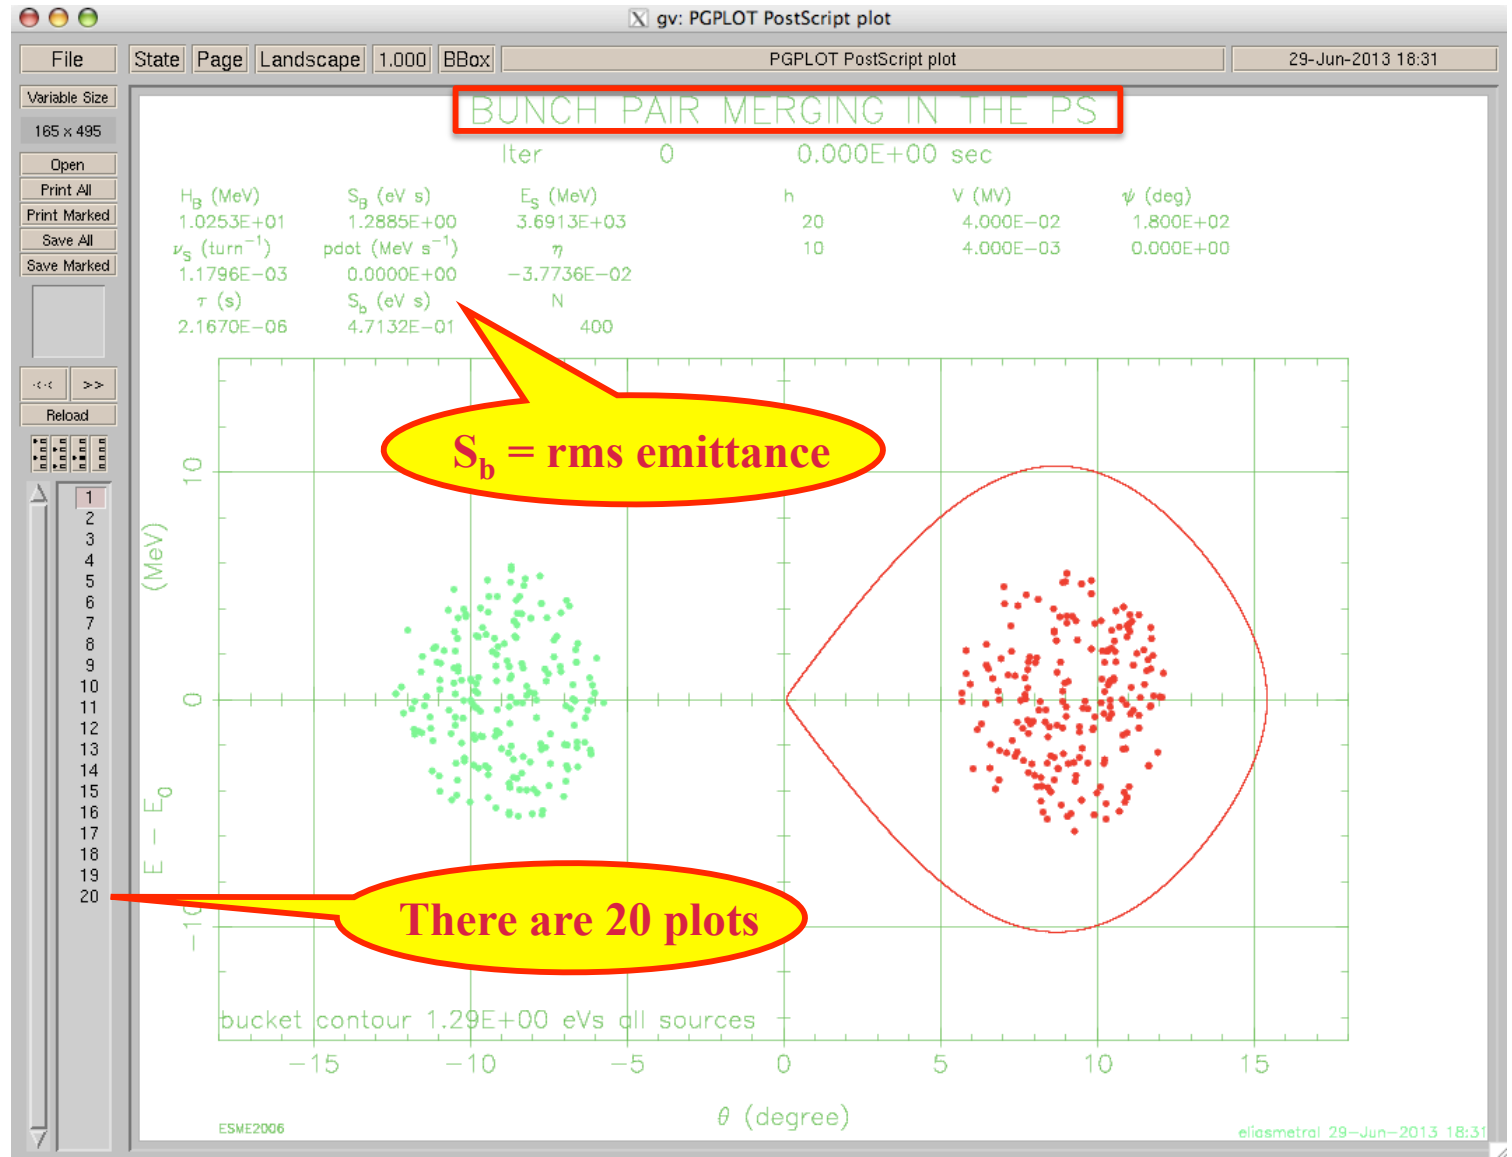 gv: PGPLOT PostScript plot
File State Page Landscape 1.000 BBox PGPLOT PostScript plot 29-Jun-2013 18:31
Variable Size
165 x 495
Open
Print All
Print Marked
Save All
Save Marked
<< >>
Reload
1
2
3
4
5
6
7
8
9
10
11
12
13
14
15
16
17
18
19
20
BUNCH PAIR MERGING IN THE PS
Iter 0 0.000E+00 sec
H_B (MeV) S_B (eV s) E_S (MeV) h V (MV) ψ (deg)
1.0253E+01 1.2885E+00 3.6913E+03 20 4.000E−02 1.800E+02
ν_S (turn⁻¹) pdot (MeV s⁻¹) η 10 4.000E−03 0.000E+00
1.1796E−03 0.0000E+00 −3.7736E−02
τ (s) S_b (eV s) N
2.1670E−06 4.7132E−01 400
S_b = rms emittance
There are 20 plots
10
0
−10
E − E_0 (MeV)
bucket contour 1.29E+00 eVs all sources
−15 −10 −5 0 5 10 15
θ (degree)
ESME2006
eliasmetral 29−Jun−2013 18:31